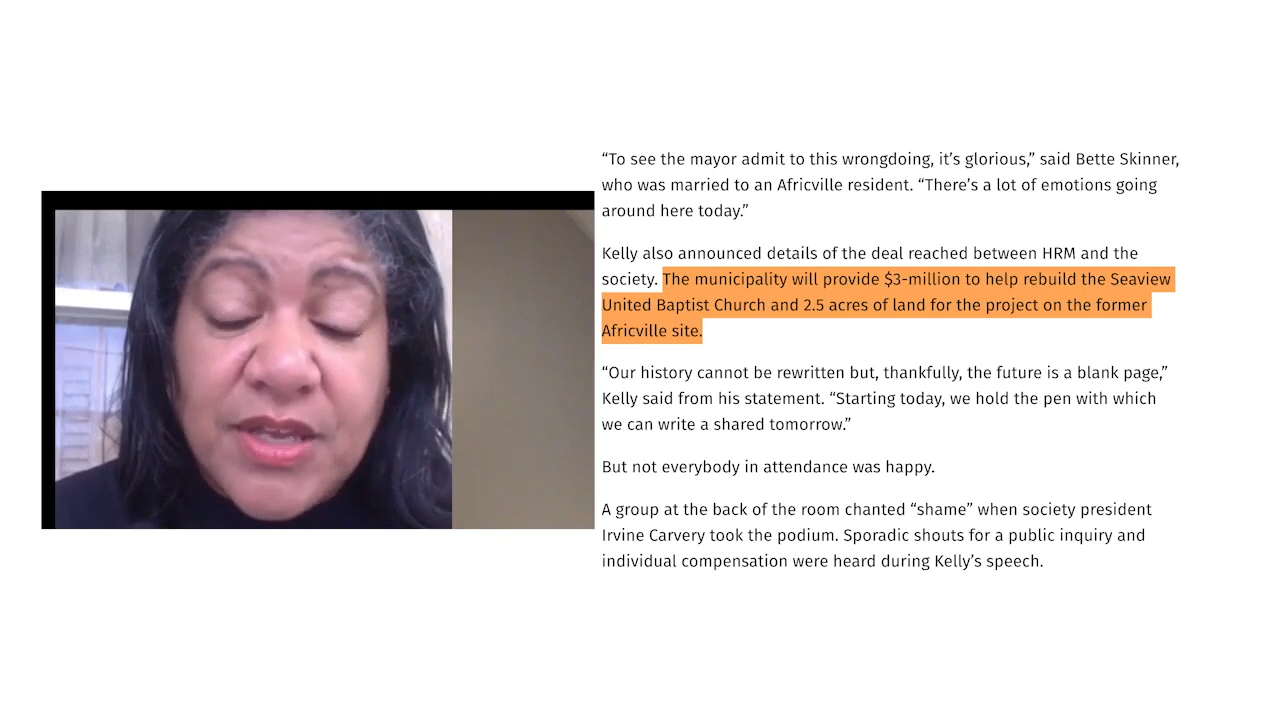 “To see the mayor admit to this wrongdoing, it’s glorious,” said Bette Skinner,
who was married to an Africville resident. “There’s a lot of emotions going
around here today.”
Kelly also announced details of the deal reached between HRM and the
society. The municipality will provide $3-million to help rebuild the Seaview
United Baptist Church and 2.5 acres of land for the project on the former
Africville site.
“Our history cannot be rewritten but, thankfully, the future is a blank page,”
Kelly said from his statement. “Starting today, we hold the pen with which
we can write a shared tomorrow.”
But not everybody in attendance was happy.
A group at the back of the room chanted “shame” when society president
Irvine Carvery took the podium. Sporadic shouts for a public inquiry and
individual compensation were heard during Kelly’s speech.